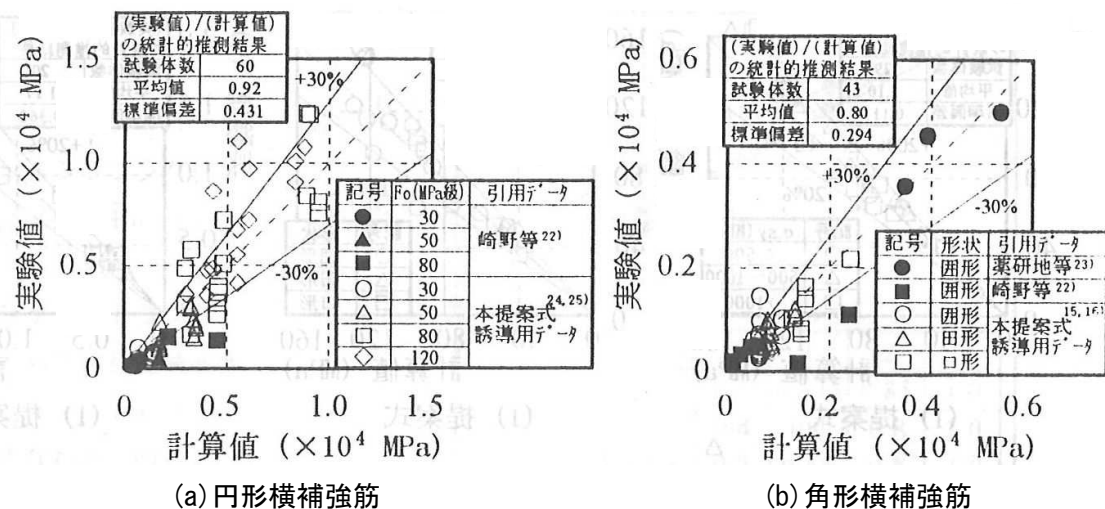 (実験値)/(計算値)
の統計的推測結果
試験体数 60
平均値 0.92
標準偏差 0.431
実験値 (×10⁴ MPa)
1.5
1.0
0.5
0
+30%
-30%
記号 Fo(MPa級) 引用データ
● 30
▲ 50 崎野等²²⁾
■ 80
○ 30
△ 50 本提案式²⁴,²⁵⁾
□ 80 誘導用データ
◇ 120
0 0.5 1.0 1.5
計算値 (×10⁴ MPa)
(a)円形横補強筋
(実験値)/(計算値)
の統計的推測結果
試験体数 43
平均値 0.80
標準偏差 0.294
実験値 (×10⁴ MPa)
0.6
0.4
0.2
0
+30%
-30%
記号 形状 引用データ
● 囲形 薬研地等²³⁾
■ 囲形 崎野等²²⁾
○ 囲形 本提案式¹⁵,¹⁶⁾
△ 田形 誘導用データ
□ ロ形
0 0.2 0.4 0.6
計算値 (×10⁴ MPa)
(b)角形横補強筋